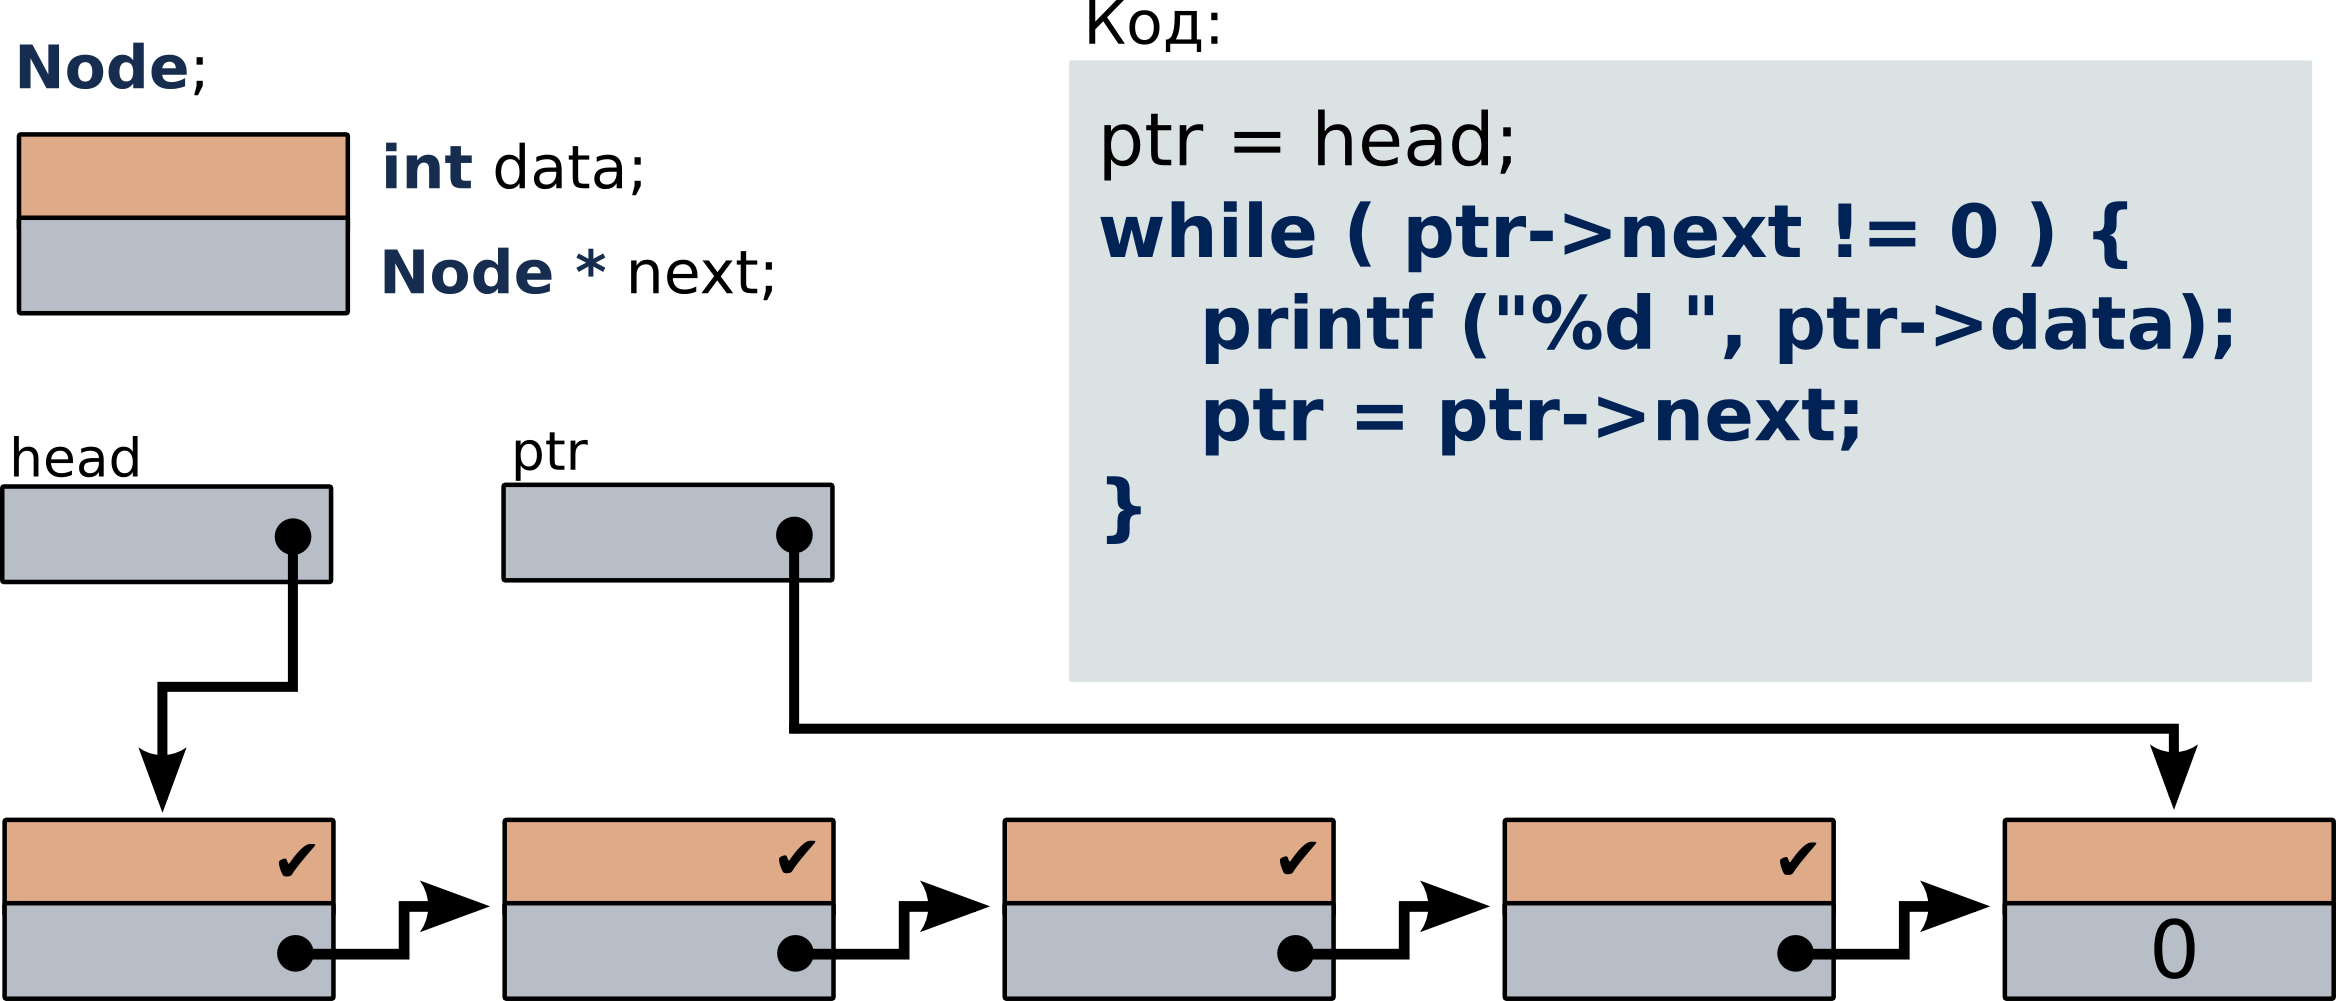 Node;
int data;
Node * next;
Код:
ptr = head;
while ( ptr->next != 0 ) {
    printf ("%d ", ptr->data);
    ptr = ptr->next;
}
head
ptr
✔ ✔ ✔ ✔
0